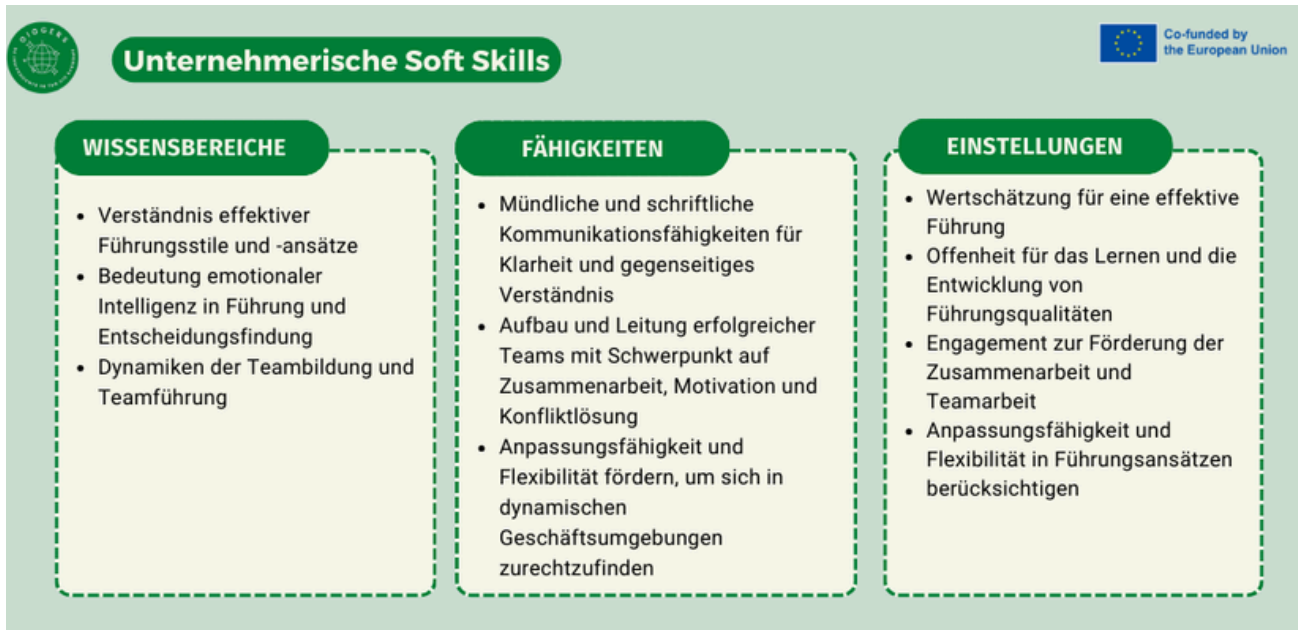 Unternehmerische Soft Skills
Co-funded by
the European Union
WISSENSBEREICHE
• Verständnis effektiver
Führungsstile und -ansätze
• Bedeutung emotionaler
Intelligenz in Führung und
Entscheidungsfindung
• Dynamiken der Teambildung und
Teamführung
FÄHIGKEITEN
• Mündliche und schriftliche
Kommunikationsfähigkeiten für
Klarheit und gegenseitiges
Verständnis
• Aufbau und Leitung erfolgreicher
Teams mit Schwerpunkt auf
Zusammenarbeit, Motivation und
Konfliktlösung
• Anpassungsfähigkeit und
Flexibilität fördern, um sich in
dynamischen
Geschäftsumgebungen
zurechtzufinden
EINSTELLUNGEN
• Wertschätzung für eine effektive
Führung
• Offenheit für das Lernen und die
Entwicklung von
Führungsqualitäten
• Engagement zur Förderung der
Zusammenarbeit und
Teamarbeit
• Anpassungsfähigkeit und
Flexibilität in Führungsansätzen
berücksichtigen